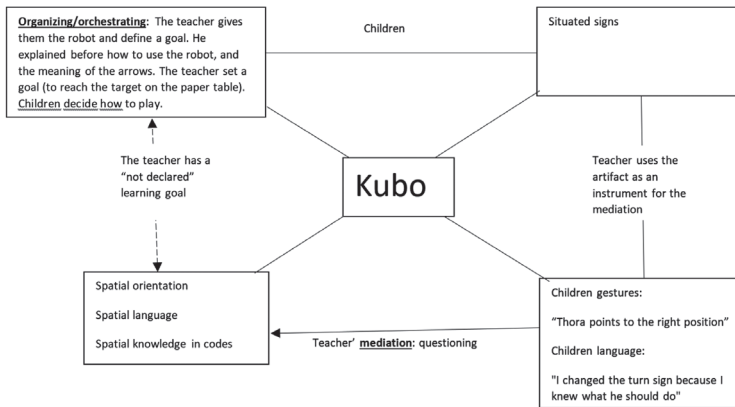 Organizing/orchestrating: The teacher gives
them the robot and define a goal. He
explained before how to use the robot, and
the meaning of the arrows. The teacher set a
goal (to reach the target on the paper table).
Children decide how to play.
Children
Situated signs
The teacher has a
"not declared"
learning goal
Kubo
Teacher uses the
artifact as an
instrument for the
mediation
Spatial orientation
Spatial language
Spatial knowledge in codes
Teacher' mediation: questioning
Children gestures:
“Thora points to the right position”
Children language:
"I changed the turn sign because I
knew what he should do"